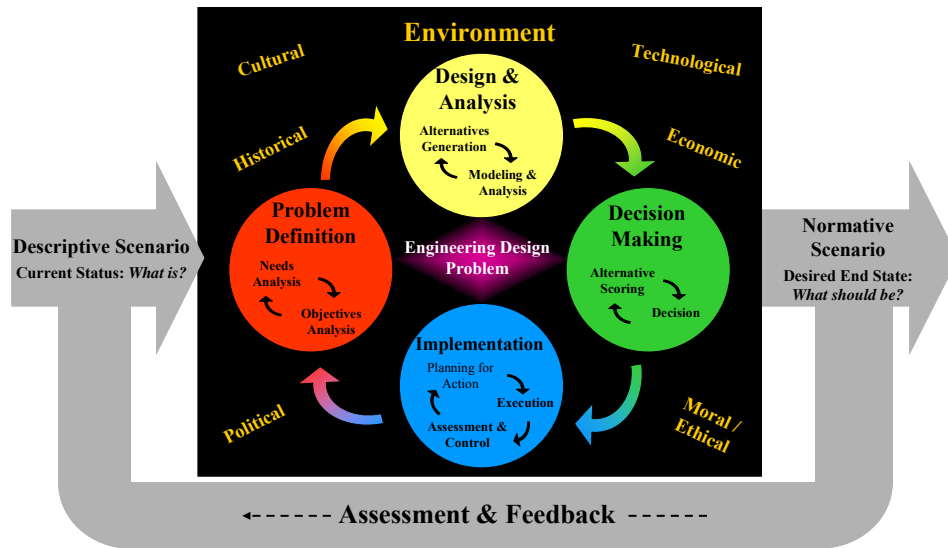 Environment
Cultural
Technological
Historical
Economic
Design &
Analysis
Alternatives
Generation
Modeling &
Analysis
Descriptive Scenario
Current Status: What is?
Problem
Definition
Needs
Analysis
Objectives
Analysis
Engineering Design
Problem
Decision
Making
Alternative
Scoring
Decision
Normative
Scenario
Desired End State:
What should be?
Implementation
Planning for
Action
Execution
Assessment &
Control
Political
Moral /
Ethical
Assessment & Feedback